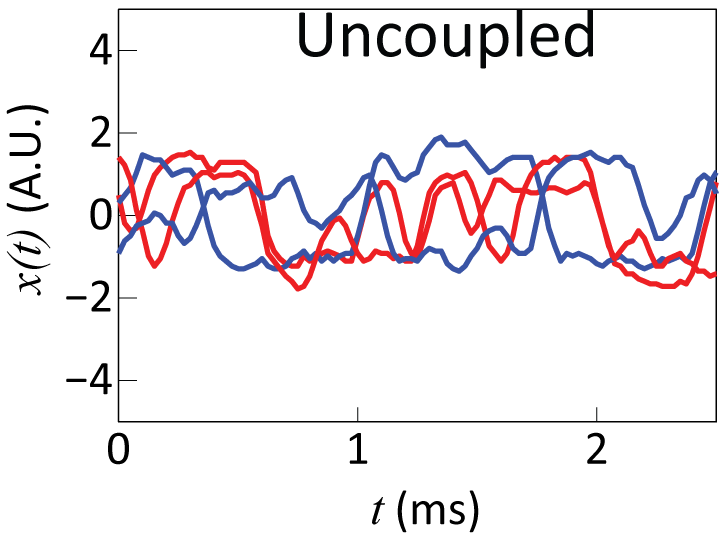 Uncoupled
4
2
0
−2
−4
x(t) (A.U.)
0 1 2
t (ms)